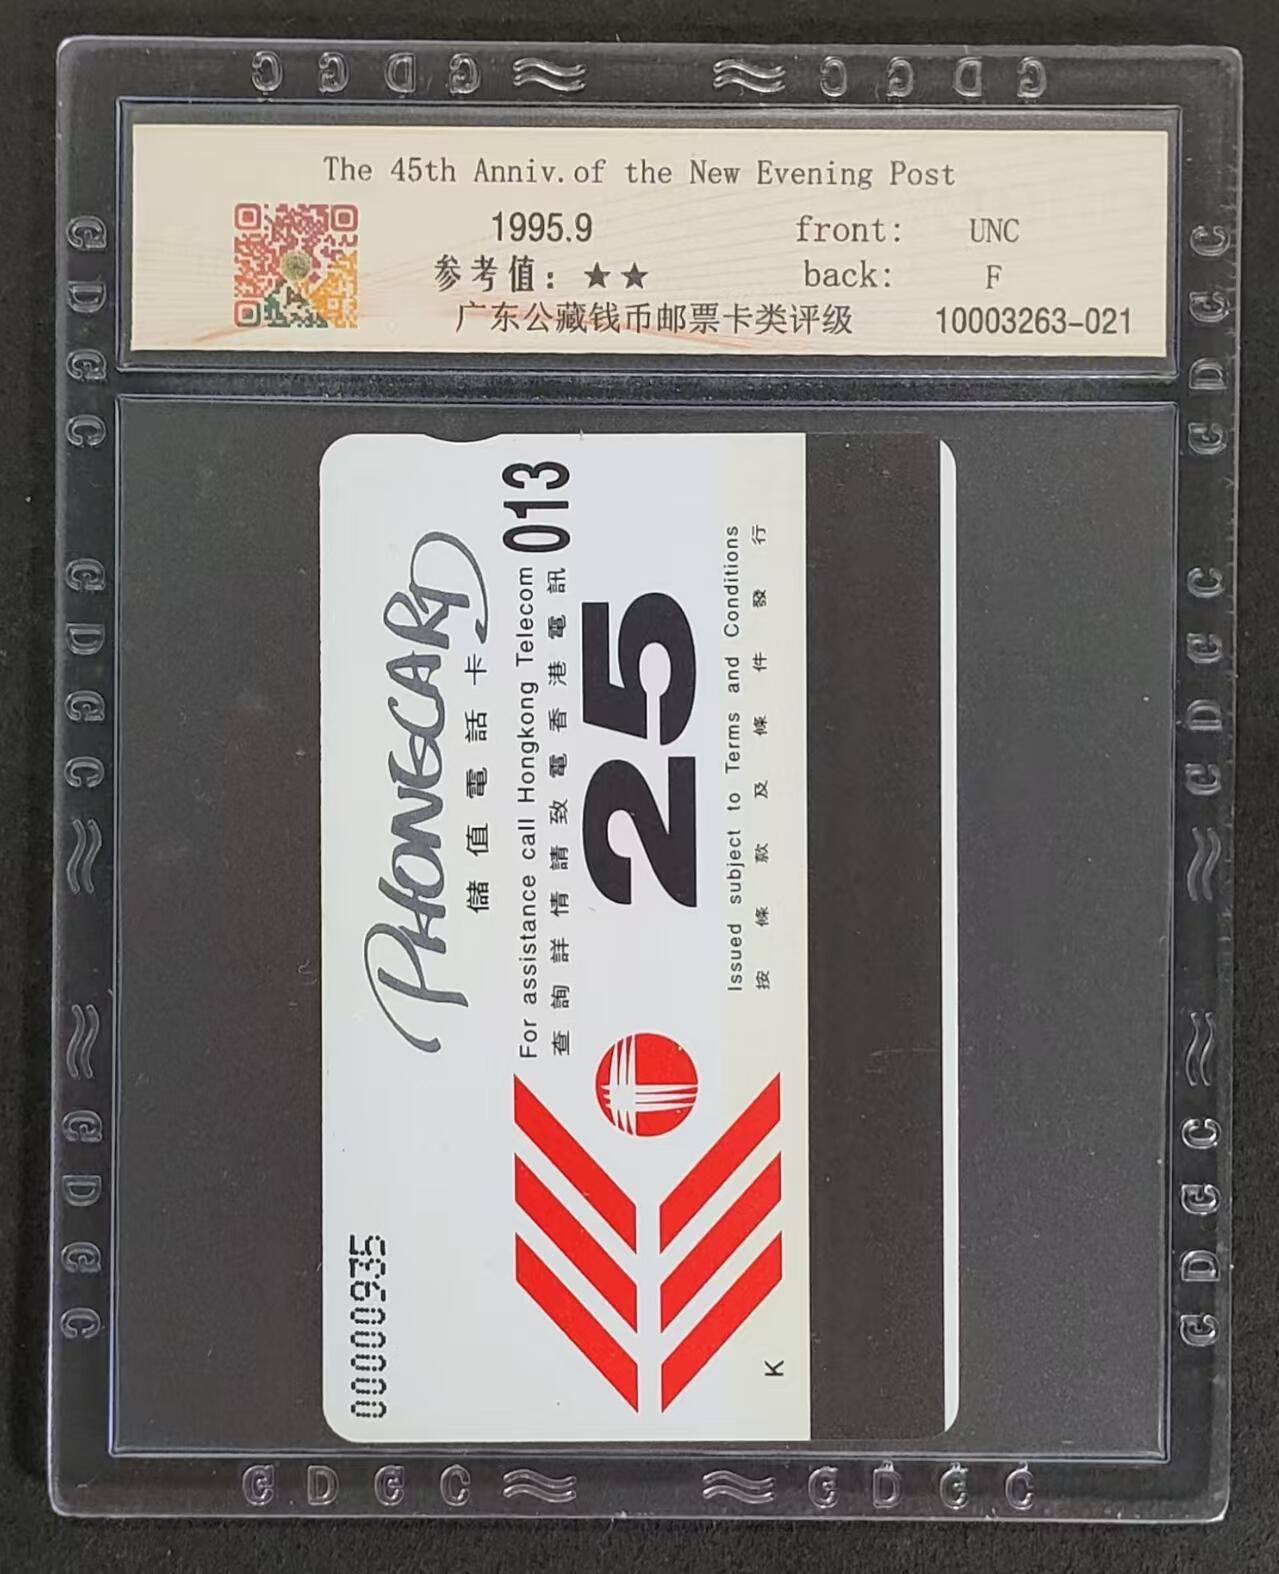 G D G C
G D G C
The 45th Anniv.of the New Evening Post
1995.9
front: UNC
参考值：★★
back: F
广东公藏钱币邮票卡类评级
10003263-021
PHONECARD
儲值電話卡
For assistance call Hongkong Telecom
查詢詳情請致電香港電訊
013
25
Issued subject to Terms and Conditions
按條款及條件發行
00000935
K
G D G C
G D G C
G D G C
G D G C
G D G C
G D G C
G D G C
G D G C